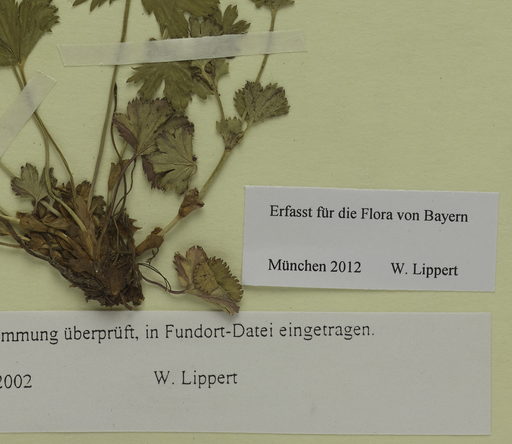 Erfasst für die Flora von Bayern
München 2012 W. Lippert
mmung überprüft, in Fundort-Datei eingetragen.
2002 W. Lippert